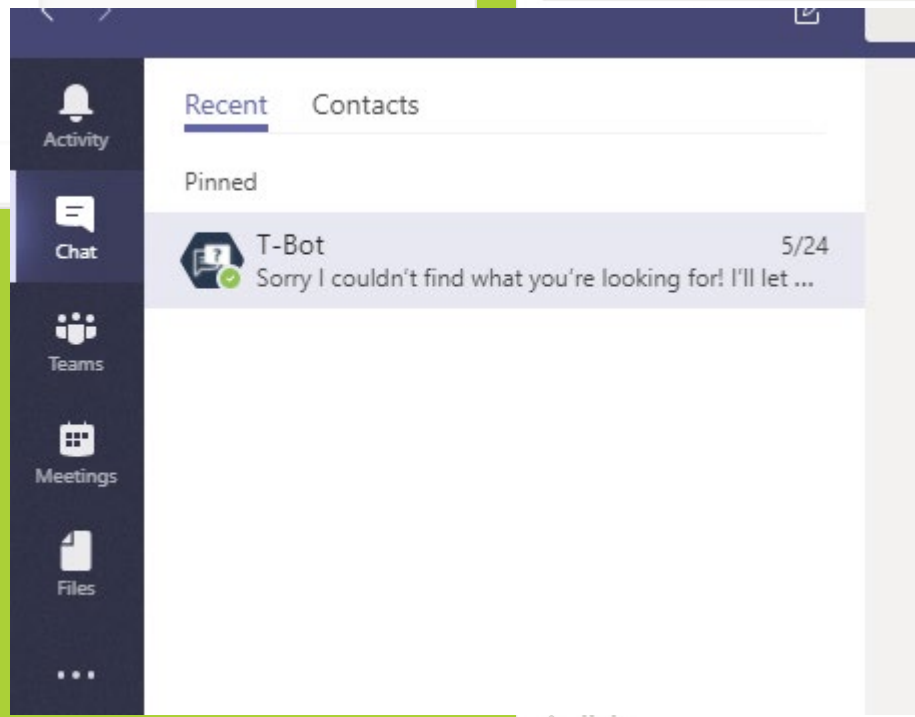 Activity
Chat
Teams
Meetings
Files
Recent Contacts
Pinned
T-Bot 5/24
Sorry I couldn't find what you're looking for! I'll let ...